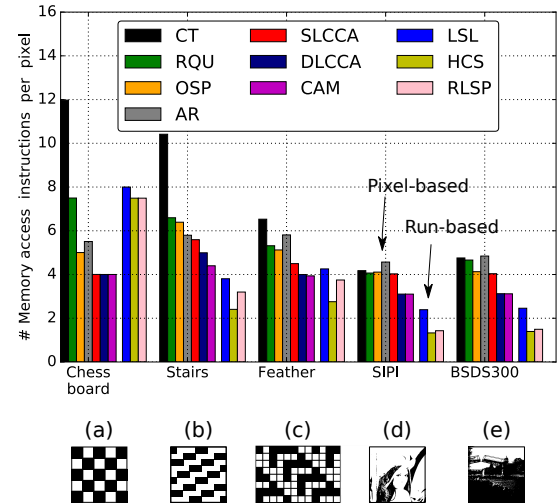 # Memory access instructions per pixel
16
14
12
10
8
6
4
2
0
CT
RQU
OSP
AR
SLCCA
DLCCA
CAM
LSL
HCS
RLSP
Pixel-based
Run-based
Chess board
Stairs
Feather
SIPI
BSDS300
(a)
(b)
(c)
(d)
(e)